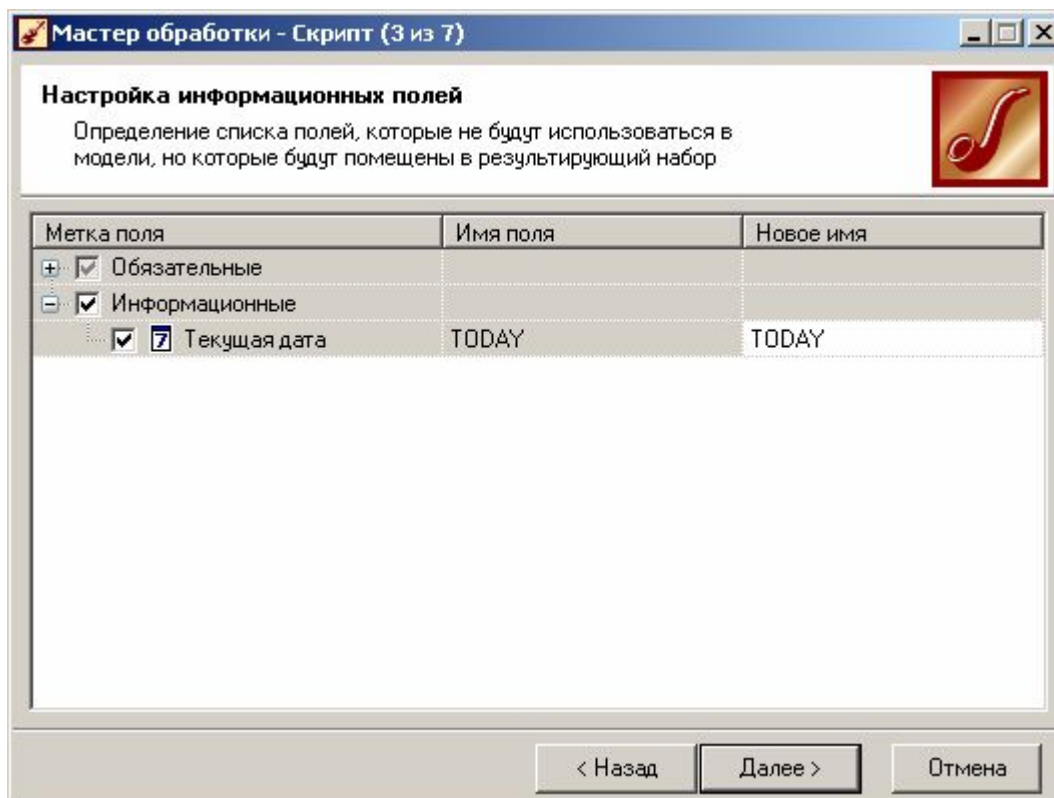 Мастер обработки - Скрипт (3 из 7)
Настройка информационных полей
Определение списка полей, которые не будут использоваться в
модели, но которые будут помещены в результирующий набор
Метка поля Имя поля Новое имя
Обязательные
Информационные
7 Текущая дата TODAY TODAY
< Назад Далее > Отмена